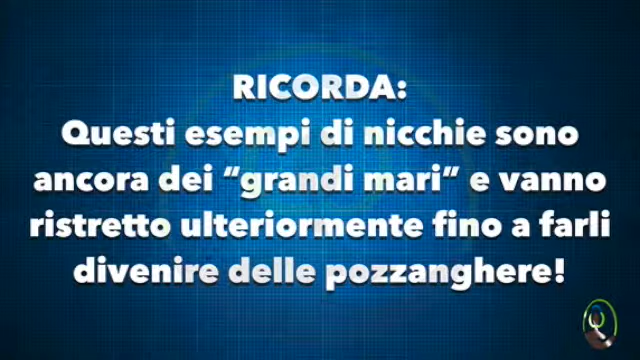 RICORDA:
Questi esempi di nicchie sono
ancora dei “grandi mari” e vanno
ristretto ulteriormente fino a farli
divenire delle pozzanghere!